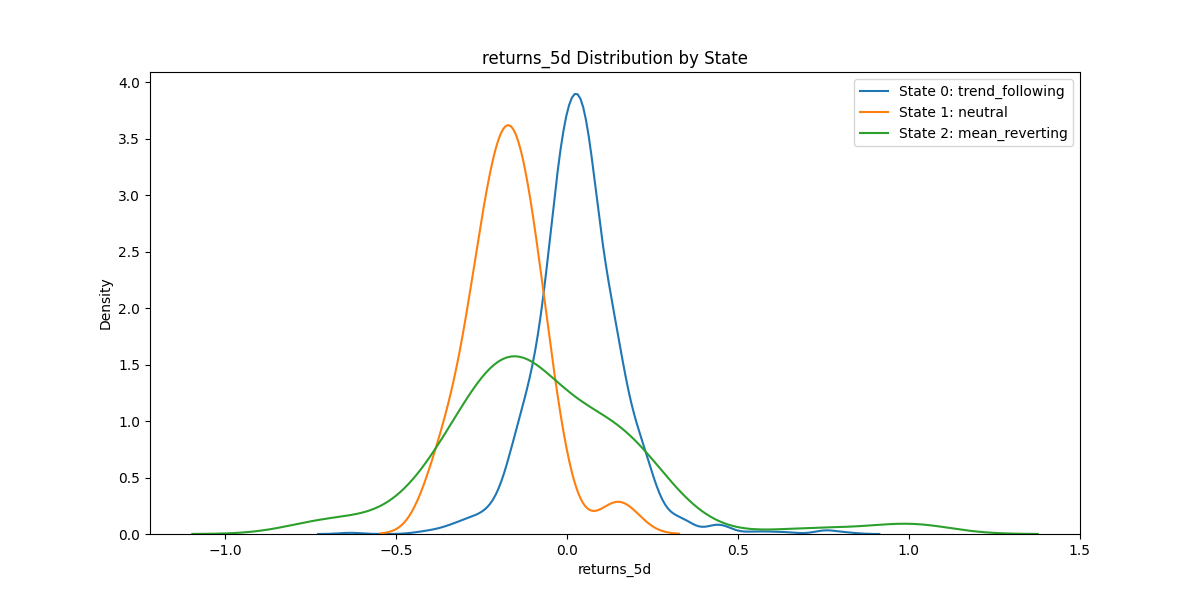 returns_5d Distribution by State
State 0: trend_following
State 1: neutral
State 2: mean_reverting
Density
4.0
3.5
3.0
2.5
2.0
1.5
1.0
0.5
0.0
−1.0
−0.5
0.0
0.5
1.0
1.5
returns_5d